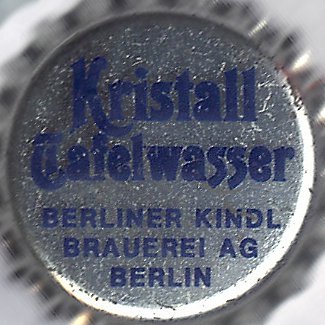 Kristall
Tafelwasser
BERLINER KINDL
BRAUEREI AG
BERLIN